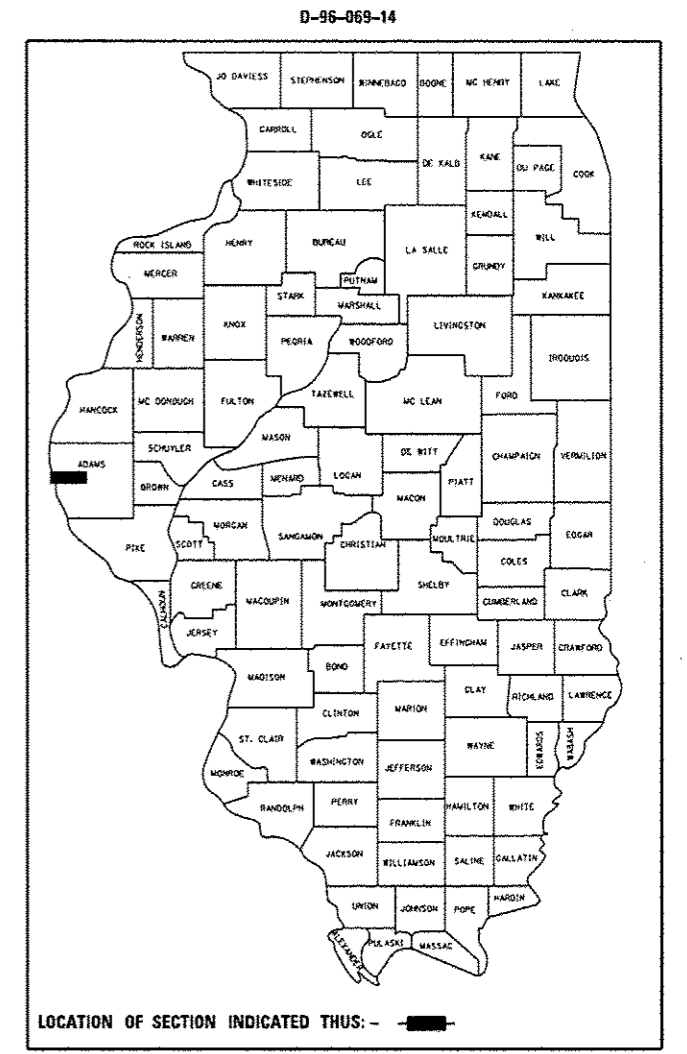 D-96-069-14
JO DAVIESS
STEPHENSON
WINNEBAGO
BOONE
MC HENRY
LAKE
CARROLL
OGLE
DE KALB
KANE
DU PAGE
COOK
WHITESIDE
LEE
KENDALL
WILL
ROCK ISLAND
HENRY
BUREAU
LA SALLE
GRUNDY
MERCER
PUTNAM
KANKAKEE
STARK
MARSHALL
HENDERSON
WARREN
KNOX
PEORIA
WOODFORD
LIVINGSTON
IROQUOIS
HANCOCK
MC DONOUGH
FULTON
TAZEWELL
MC LEAN
FORD
MASON
SCHUYLER
DE WITT
CHAMPAIGN
VERMILION
ADAMS
BROWN
CASS
MENARD
LOGAN
PIATT
MACON
MORGAN
SANGAMON
DOUGLAS
EDGAR
PIKE
SCOTT
CHRISTIAN
MOULTRIE
COLES
GREENE
SHELBY
CLARK
CALHOUN
MACOUPIN
MONTGOMERY
CUMBERLAND
JERSEY
FAYETTE
EFFINGHAM
JASPER
CRAWFORD
BOND
MADISON
CLAY
RICHLAND
LAWRENCE
CLINTON
MARION
ST. CLAIR
WAYNE
EDWARDS
WABASH
WASHINGTON
JEFFERSON
MONROE
RANDOLPH
PERRY
HAMILTON
WHITE
FRANKLIN
JACKSON
WILLIAMSON
SALINE
GALLATIN
UNION
JOHNSON
POPE
HARDIN
ALEXANDER
PULASKI
MASSAC
LOCATION OF SECTION INDICATED THUS: -